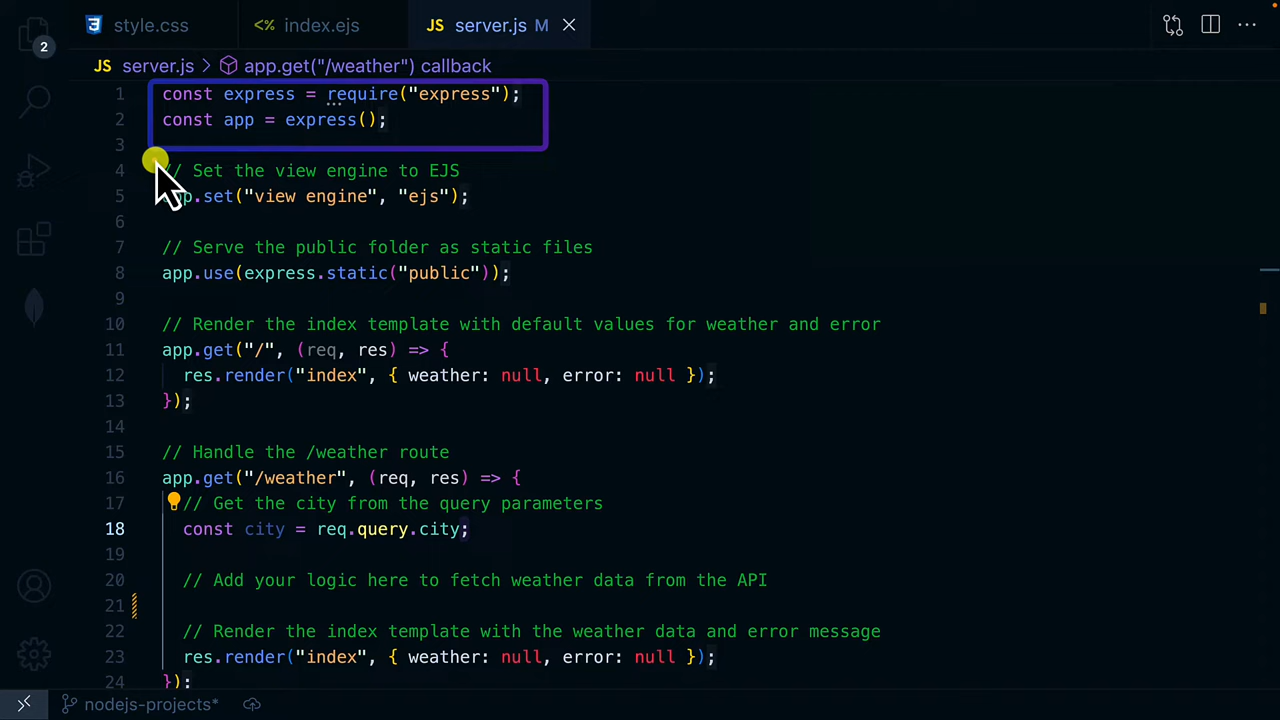 2
style.css
<% index.ejs
JS server.js M
JS server.js > app.get("/weather") callback
1 const express = require("express");
2 const app = express();
3
4 // Set the view engine to EJS
5 app.set("view engine", "ejs");
6
7 // Serve the public folder as static files
8 app.use(express.static("public"));
9
10 // Render the index template with default values for weather and error
11 app.get("/", (req, res) => {
12 res.render("index", { weather: null, error: null });
13 });
14
15 // Handle the /weather route
16 app.get("/weather", (req, res) => {
17 // Get the city from the query parameters
18 const city = req.query.city;
19
20 // Add your logic here to fetch weather data from the API
21
22 // Render the index template with the weather data and error message
23 res.render("index", { weather: null, error: null });
24 });
nodejs-projects*